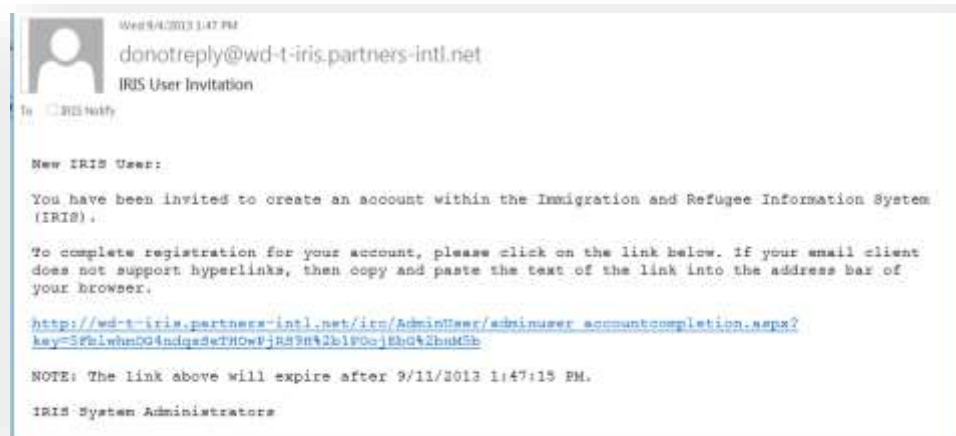 Wed 9/4/2013 1:47 PM
donotreply@wd-t-iris.partners-intl.net
IRIS User Invitation
To IRIS Notify
New IRIS User:
You have been invited to create an account within the Immigration and Refugee Information System
(IRIS).
To complete registration for your account, please click on the link below. If your email client
does not support hyperlinks, then copy and paste the text of the link into the address bar of
your browser.
http://wd-t-iris.partners-intl.net/irc/AdminUser/adminuser_accountcompletion.aspx?
NOTE: The link above will expire after 9/11/2013 1:47:15 PM.
IRIS System Administrators